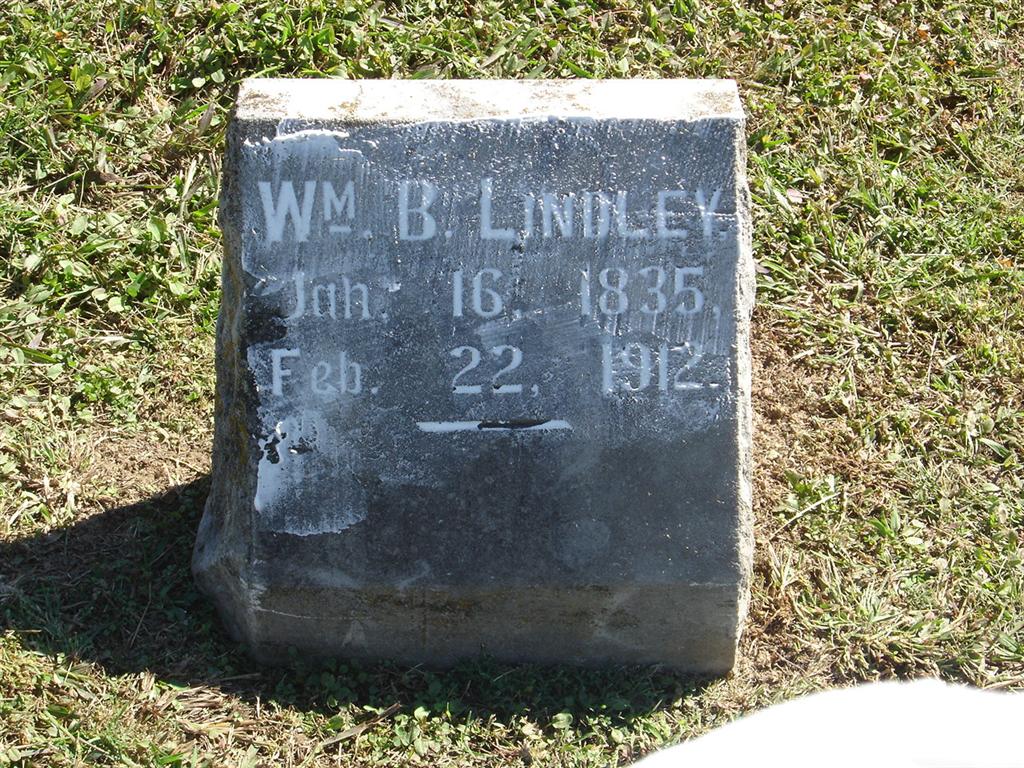 Wm. B. Lindley.
Jan. 16, 1835,
Feb. 22, 1912.